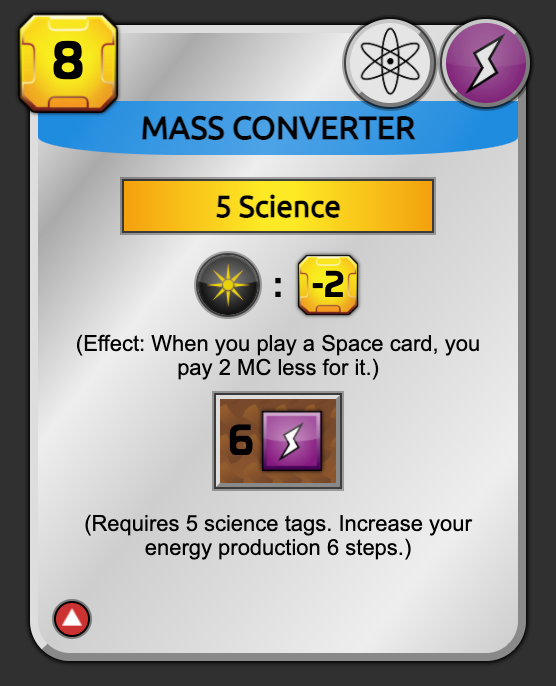 8
MASS CONVERTER
5 Science
: -2
(Effect: When you play a Space card, you
pay 2 MC less for it.)
6
(Requires 5 science tags. Increase your
energy production 6 steps.)